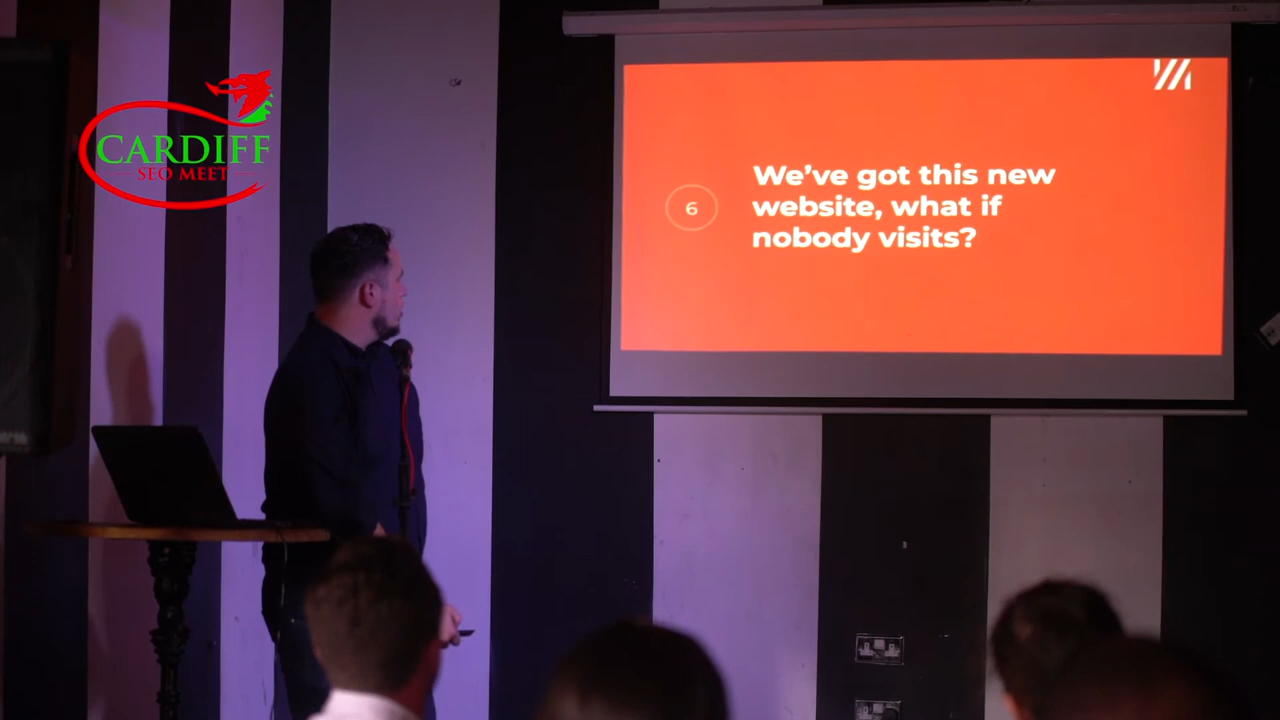 CARDIFF
SEO MEET
6
We've got this new
website, what if
nobody visits?